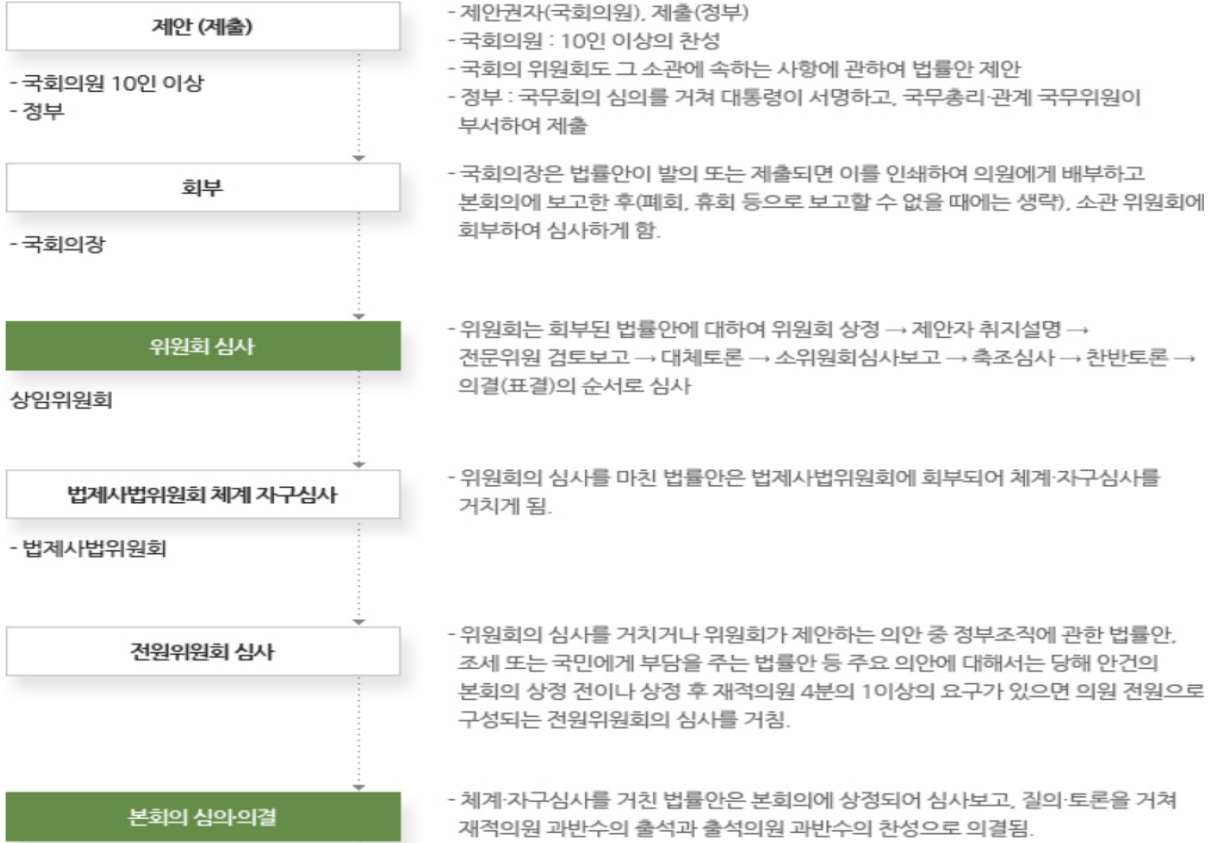 제안 (제출)
- 국회의원 10인 이상
- 정부
- 제안권자(국회의원), 제출(정부)
- 국회의원 : 10인 이상의 찬성
- 국회의 위원회도 그 소관에 속하는 사항에 관하여 법률안 제안
- 정부 : 국무회의 심의를 거쳐 대통령이 서명하고, 국무총리·관계 국무위원이
부서하여 제출
회부
- 국회의장
- 국회의장은 법률안이 발의 또는 제출되면 이를 인쇄하여 의원에게 배부하고
본회의에 보고한 후(폐회, 휴회 등으로 보고할 수 없을 때에는 생략), 소관 위원회에
회부하여 심사하게 함.
위원회 심사
상임위원회
- 위원회는 회부된 법률안에 대하여 위원회 상정 → 제안자 취지설명 →
전문위원 검토보고 → 대체토론 → 소위원회심사보고 → 축조심사 → 찬반토론 →
의결(표결)의 순서로 심사
법제사법위원회 체계 자구심사
- 법제사법위원회
- 위원회의 심사를 마친 법률안은 법제사법위원회에 회부되어 체계·자구심사를
거치게 됨.
전원위원회 심사
- 위원회의 심사를 거치거나 위원회가 제안하는 의안 중 정부조직에 관한 법률안,
조세 또는 국민에게 부담을 주는 법률안 등 주요 의안에 대해서는 당해 안건의
본회의 상정 전이나 상정 후 재적의원 4분의 1이상의 요구가 있으면 의원 전원으로
구성되는 전원위원회의 심사를 거침.
본회의 심의·의결
- 체계·자구심사를 거친 법률안은 본회의에 상정되어 심사보고, 질의·토론을 거쳐
재적의원 과반수의 출석과 출석의원 과반수의 찬성으로 의결됨.